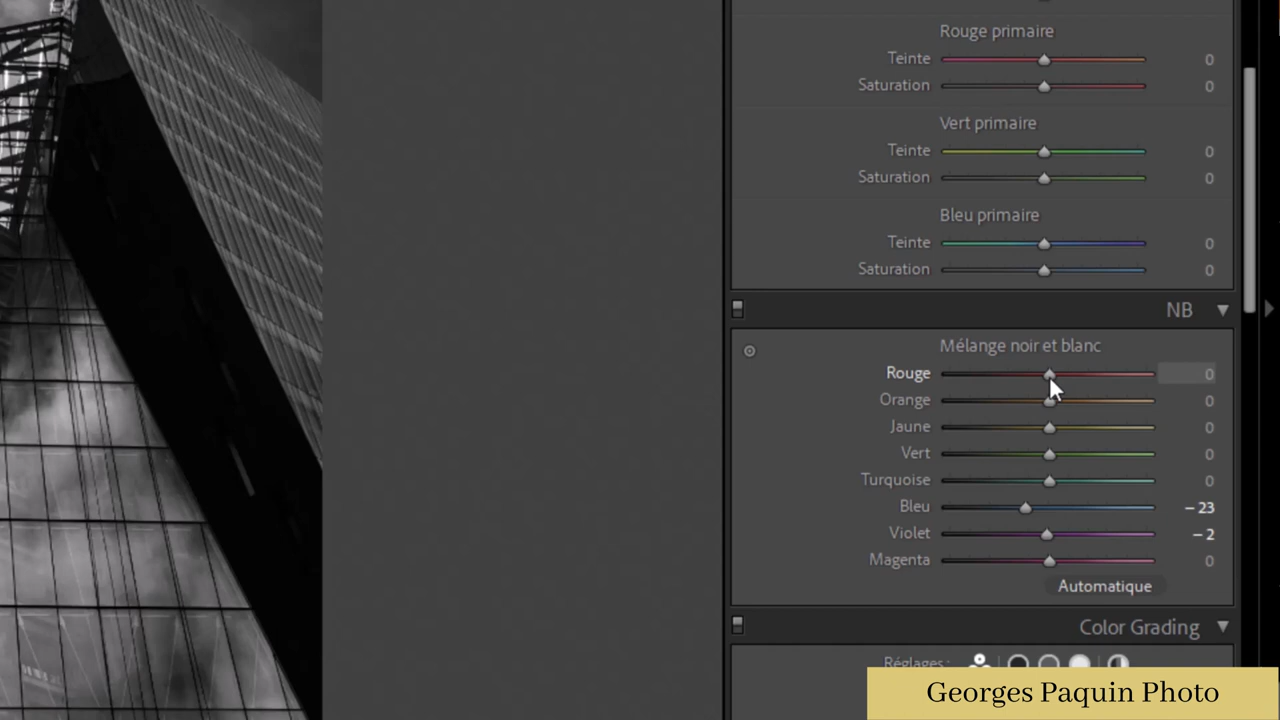 Rouge primaire
Teinte 0
Saturation 0
Vert primaire
Teinte 0
Saturation 0
Bleu primaire
Teinte 0
Saturation 0
NB
Mélange noir et blanc
Rouge 0
Orange 0
Jaune 0
Vert 0
Turquoise 0
Bleu – 23
Violet – 2
Magenta 0
Automatique
Color Grading
Réglages :
Georges Paquin Photo